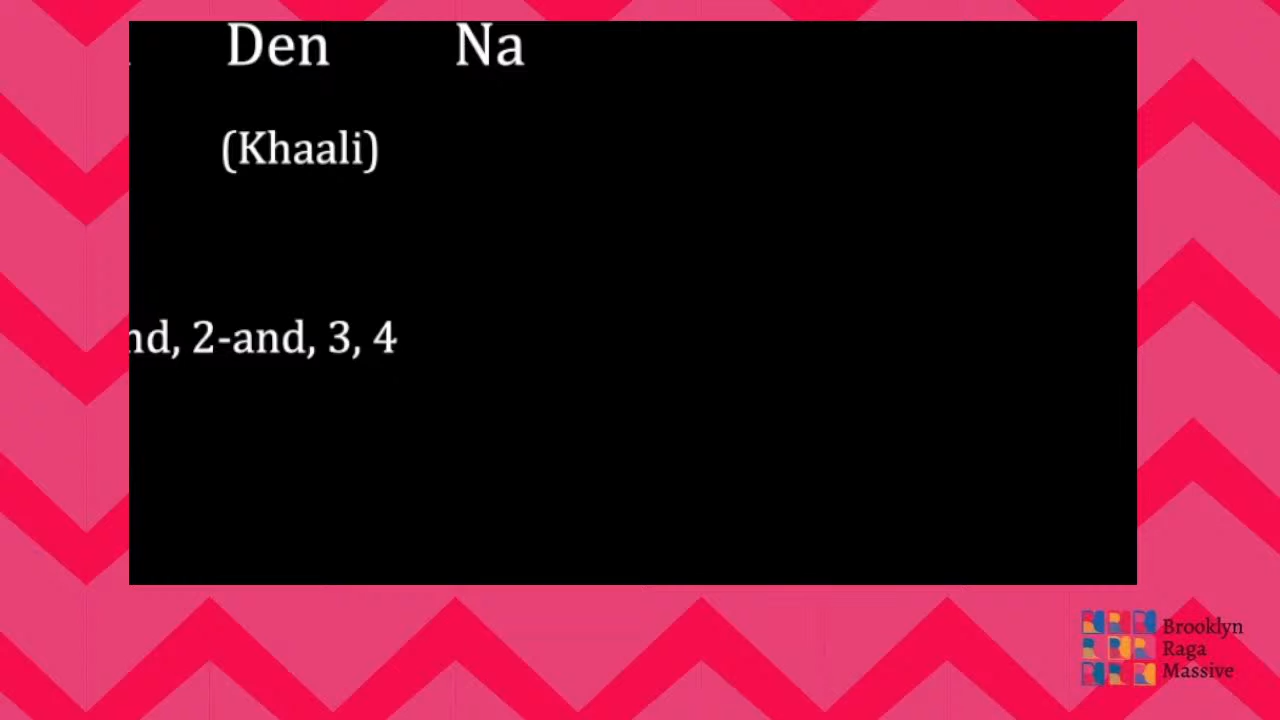 Den Na
(Khaali)
nd, 2-and, 3, 4
Brooklyn
Raga
Massive